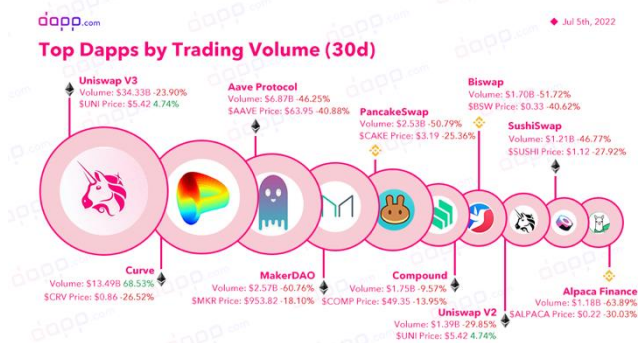 dapp.com
Jul 5th, 2022
Top Dapps by Trading Volume (30d)
Uniswap V3
Volume: $34.33B -23.90%
$UNI Price: $5.42 4.74%
Aave Protocol
Volume: $6.87B -46.25%
$AAVE Price: $63.95 -40.88%
PancakeSwap
Volume: $2.53B -50.79%
$CAKE Price: $3.19 -25.36%
Biswap
Volume: $1.70B -51.72%
$BSW Price: $0.33 -40.62%
SushiSwap
Volume: $1.21B -46.77%
$SUSHI Price: $1.12 -27.92%
Curve
Volume: $13.49B 68.53%
$CRV Price: $0.86 -26.52%
MakerDAO
Volume: $2.57B -60.76%
$MKR Price: $953.82 -18.10%
Compound
Volume: $1.75B -9.57%
$COMP Price: $49.35 -13.95%
Uniswap V2
Volume: $1.39B -29.85%
$UNI Price: $5.42 4.74%
Alpaca Finance
Volume: $1.18B -63.89%
$ALPACA Price: $0.22 -30.03%